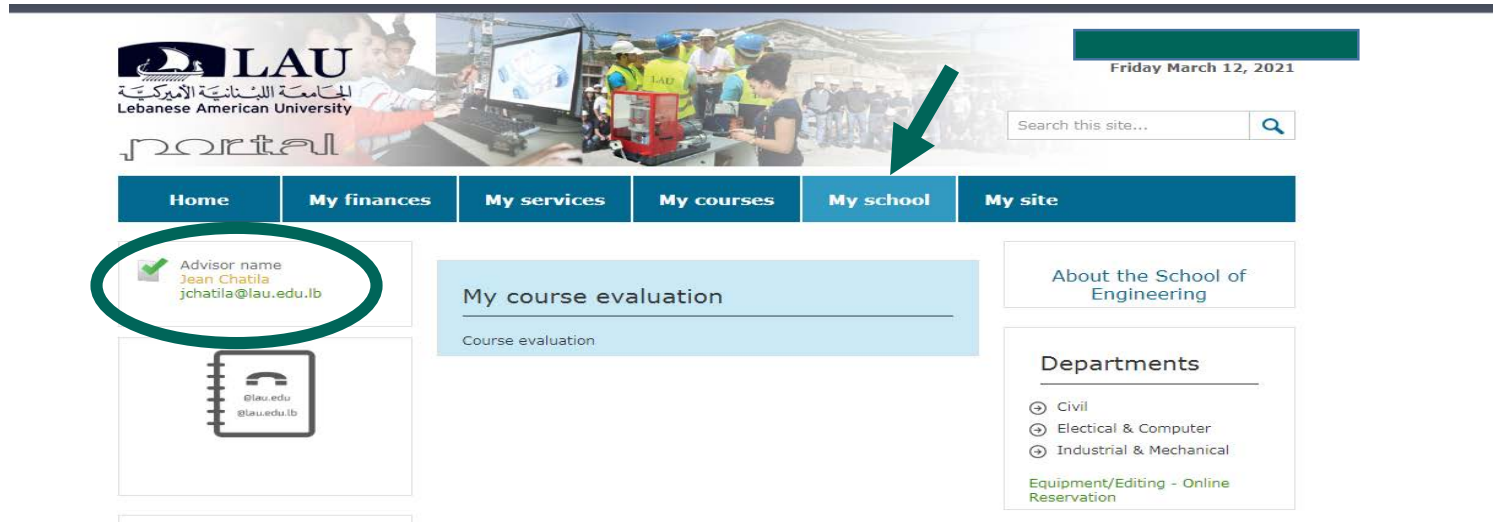 LAU
الجامعة اللبنانية الأميركية
Lebanese American University
portal
LAU
Friday March 12, 2021
Search this site...
Home
My finances
My services
My courses
My school
My site
Advisor name
Jean Chatila
jchatila@lau.edu.lb
@lau.edu
@lau.edu.lb
My course evaluation
Course evaluation
About the School of
Engineering
Departments
Civil
Electical & Computer
Industrial & Mechanical
Equipment/Editing - Online
Reservation